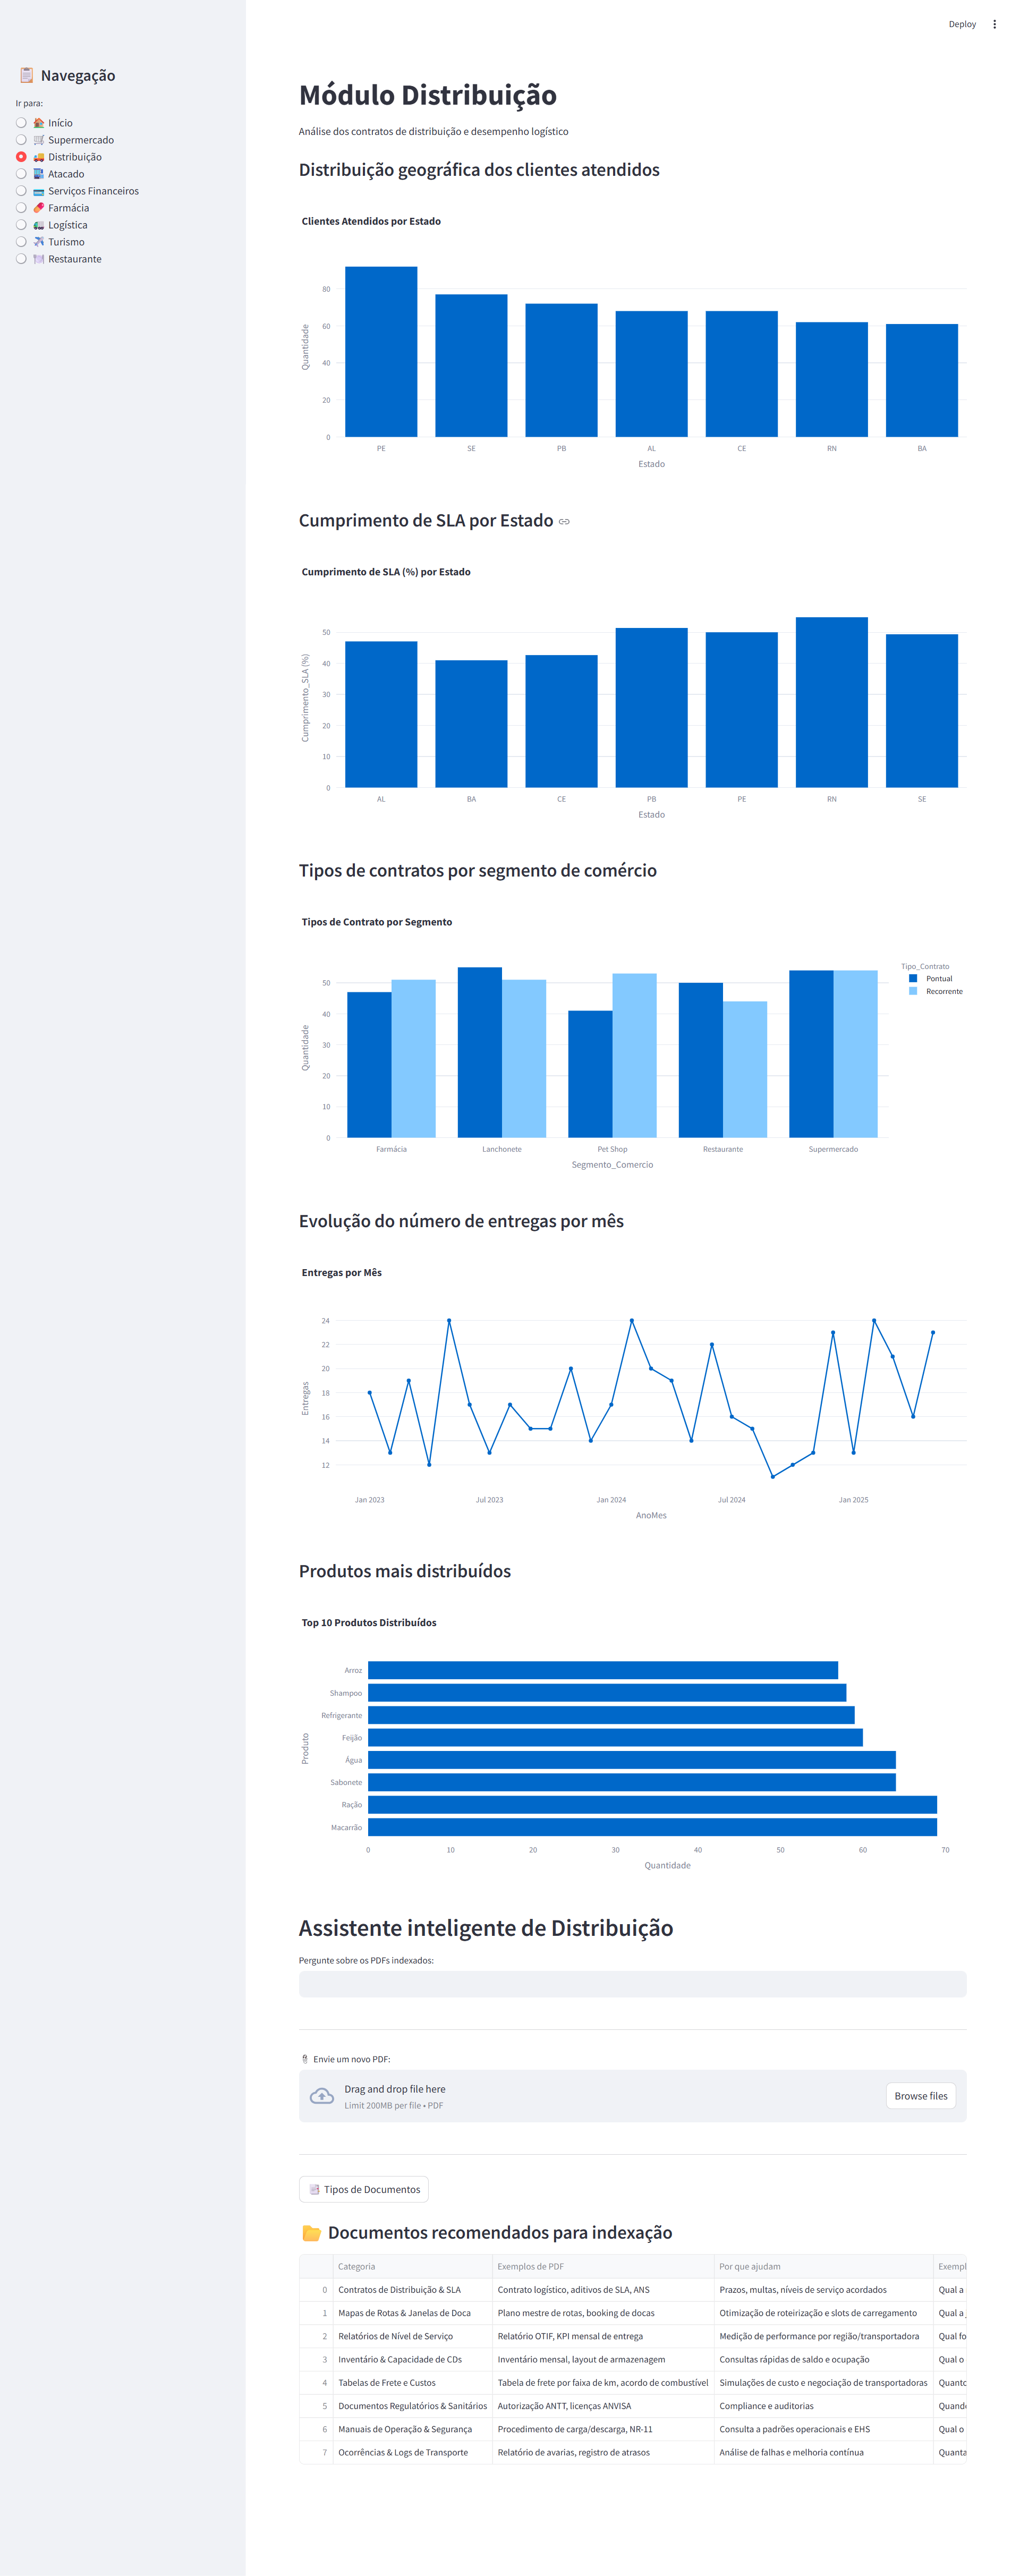 Deploy
Navegação
Ir para:
Início
Supermercado
Distribuição
Atacado
Serviços Financeiros
Farmácia
Logística
Turismo
Restaurante
Módulo Distribuição
Análise dos contratos de distribuição e desempenho logístico
Distribuição geográfica dos clientes atendidos
Clientes Atendidos por Estado
80
60
40
20
0
Quantidade
PE SE PB AL CE RN BA
Estado
Cumprimento de SLA por Estado
Cumprimento de SLA (%) por Estado
50
40
30
20
10
0
Cumprimento_SLA (%)
AL BA CE PB PE RN SE
Estado
Tipos de contratos por segmento de comércio
Tipos de Contrato por Segmento
Tipo_Contrato
Pontual
Recorrente
50
40
30
20
10
0
Quantidade
Farmácia Lanchonete Pet Shop Restaurante Supermercado
Segmento_Comercio
Evolução do número de entregas por mês
Entregas por Mês
24
22
20
18
16
14
12
Entregas
Jan 2023 Jul 2023 Jan 2024 Jul 2024 Jan 2025
AnoMes
Produtos mais distribuídos
Top 10 Produtos Distribuídos
Produto
Arroz
Shampoo
Refrigerante
Feijão
Água
Sabonete
Ração
Macarrão
0 10 20 30 40 50 60 70
Quantidade
Assistente inteligente de Distribuição
Pergunte sobre os PDFs indexados:
Envie um novo PDF:
Drag and drop file here
Limit 200MB per file • PDF
Browse files
Tipos de Documentos
Documentos recomendados para indexação
Categoria Exemplos de PDF Por que ajudam Exempl
0 Contratos de Distribuição & SLA Contrato logístico, aditivos de SLA, ANS Prazos, multas, níveis de serviço acordados Qual a
1 Mapas de Rotas & Janelas de Doca Plano mestre de rotas, booking de docas Otimização de roteirização e slots de carregamento Qual a
2 Relatórios de Nível de Serviço Relatório OTIF, KPI mensal de entrega Medição de performance por região/transportadora Qual fo
3 Inventário & Capacidade de CDs Inventário mensal, layout de armazenagem Consultas rápidas de saldo e ocupação Qual o
4 Tabelas de Frete e Custos Tabela de frete por faixa de km, acordo de combustível Simulações de custo e negociação de transportadoras Quanto
5 Documentos Regulatórios & Sanitários Autorização ANTT, licenças ANVISA Compliance e auditorias Quand
6 Manuais de Operação & Segurança Procedimento de carga/descarga, NR-11 Consulta a padrões operacionais e EHS Qual o
7 Ocorrências & Logs de Transporte Relatório de avarias, registro de atrasos Análise de falhas e melhoria contínua Quanta